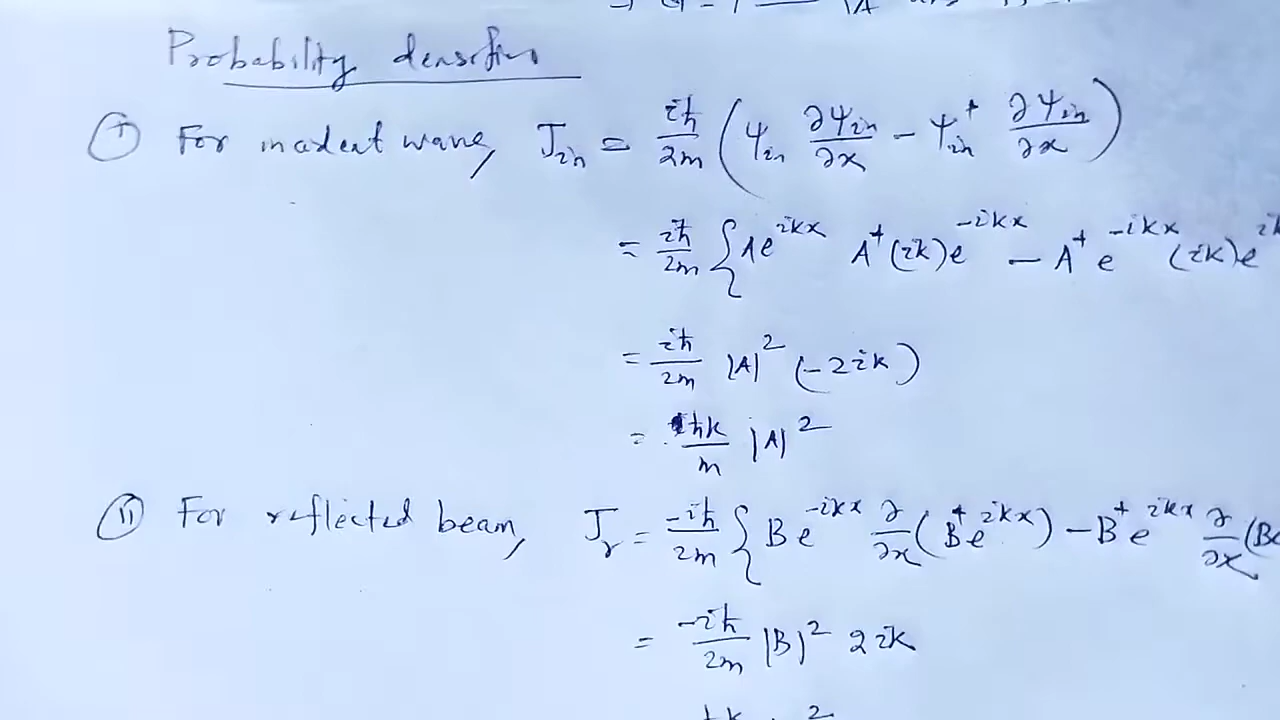 Probability densities
(i) For incident wave, J_in = iħ/2m (ψ_in ∂ψ_in/∂x − ψ_in^+ ∂ψ_in/∂x)
= iħ/2m { A e^{ikx} A^+ (ik) e^{-ikx} − A^+ e^{-ikx} (ik) e
= iħ/2m |A|^2 (−2ik)
= ħk/m |A|^2
(ii) For reflected beam, J_r = −iħ/2m { B e^{-ikx} ∂/∂x (B^+ e^{ikx}) − B^+ e^{ikx} ∂/∂x (Be
= −iħ/2m |B|^2 2ik